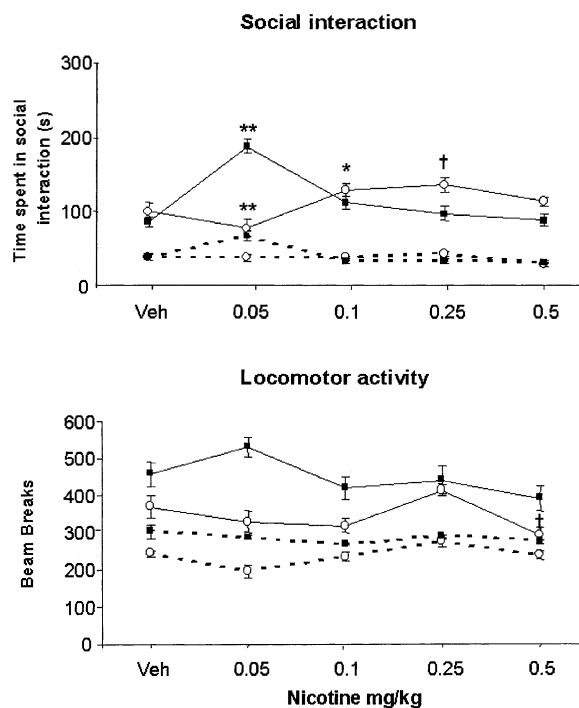 Social interaction
Time spent in social
interaction (s)
300
200
100
0
**
**
*
†
Veh 0.05 0.1 0.25 0.5
Locomotor activity
Beam Breaks
600
500
400
300
200
100
0
†
Veh 0.05 0.1 0.25 0.5
Nicotine mg/kg